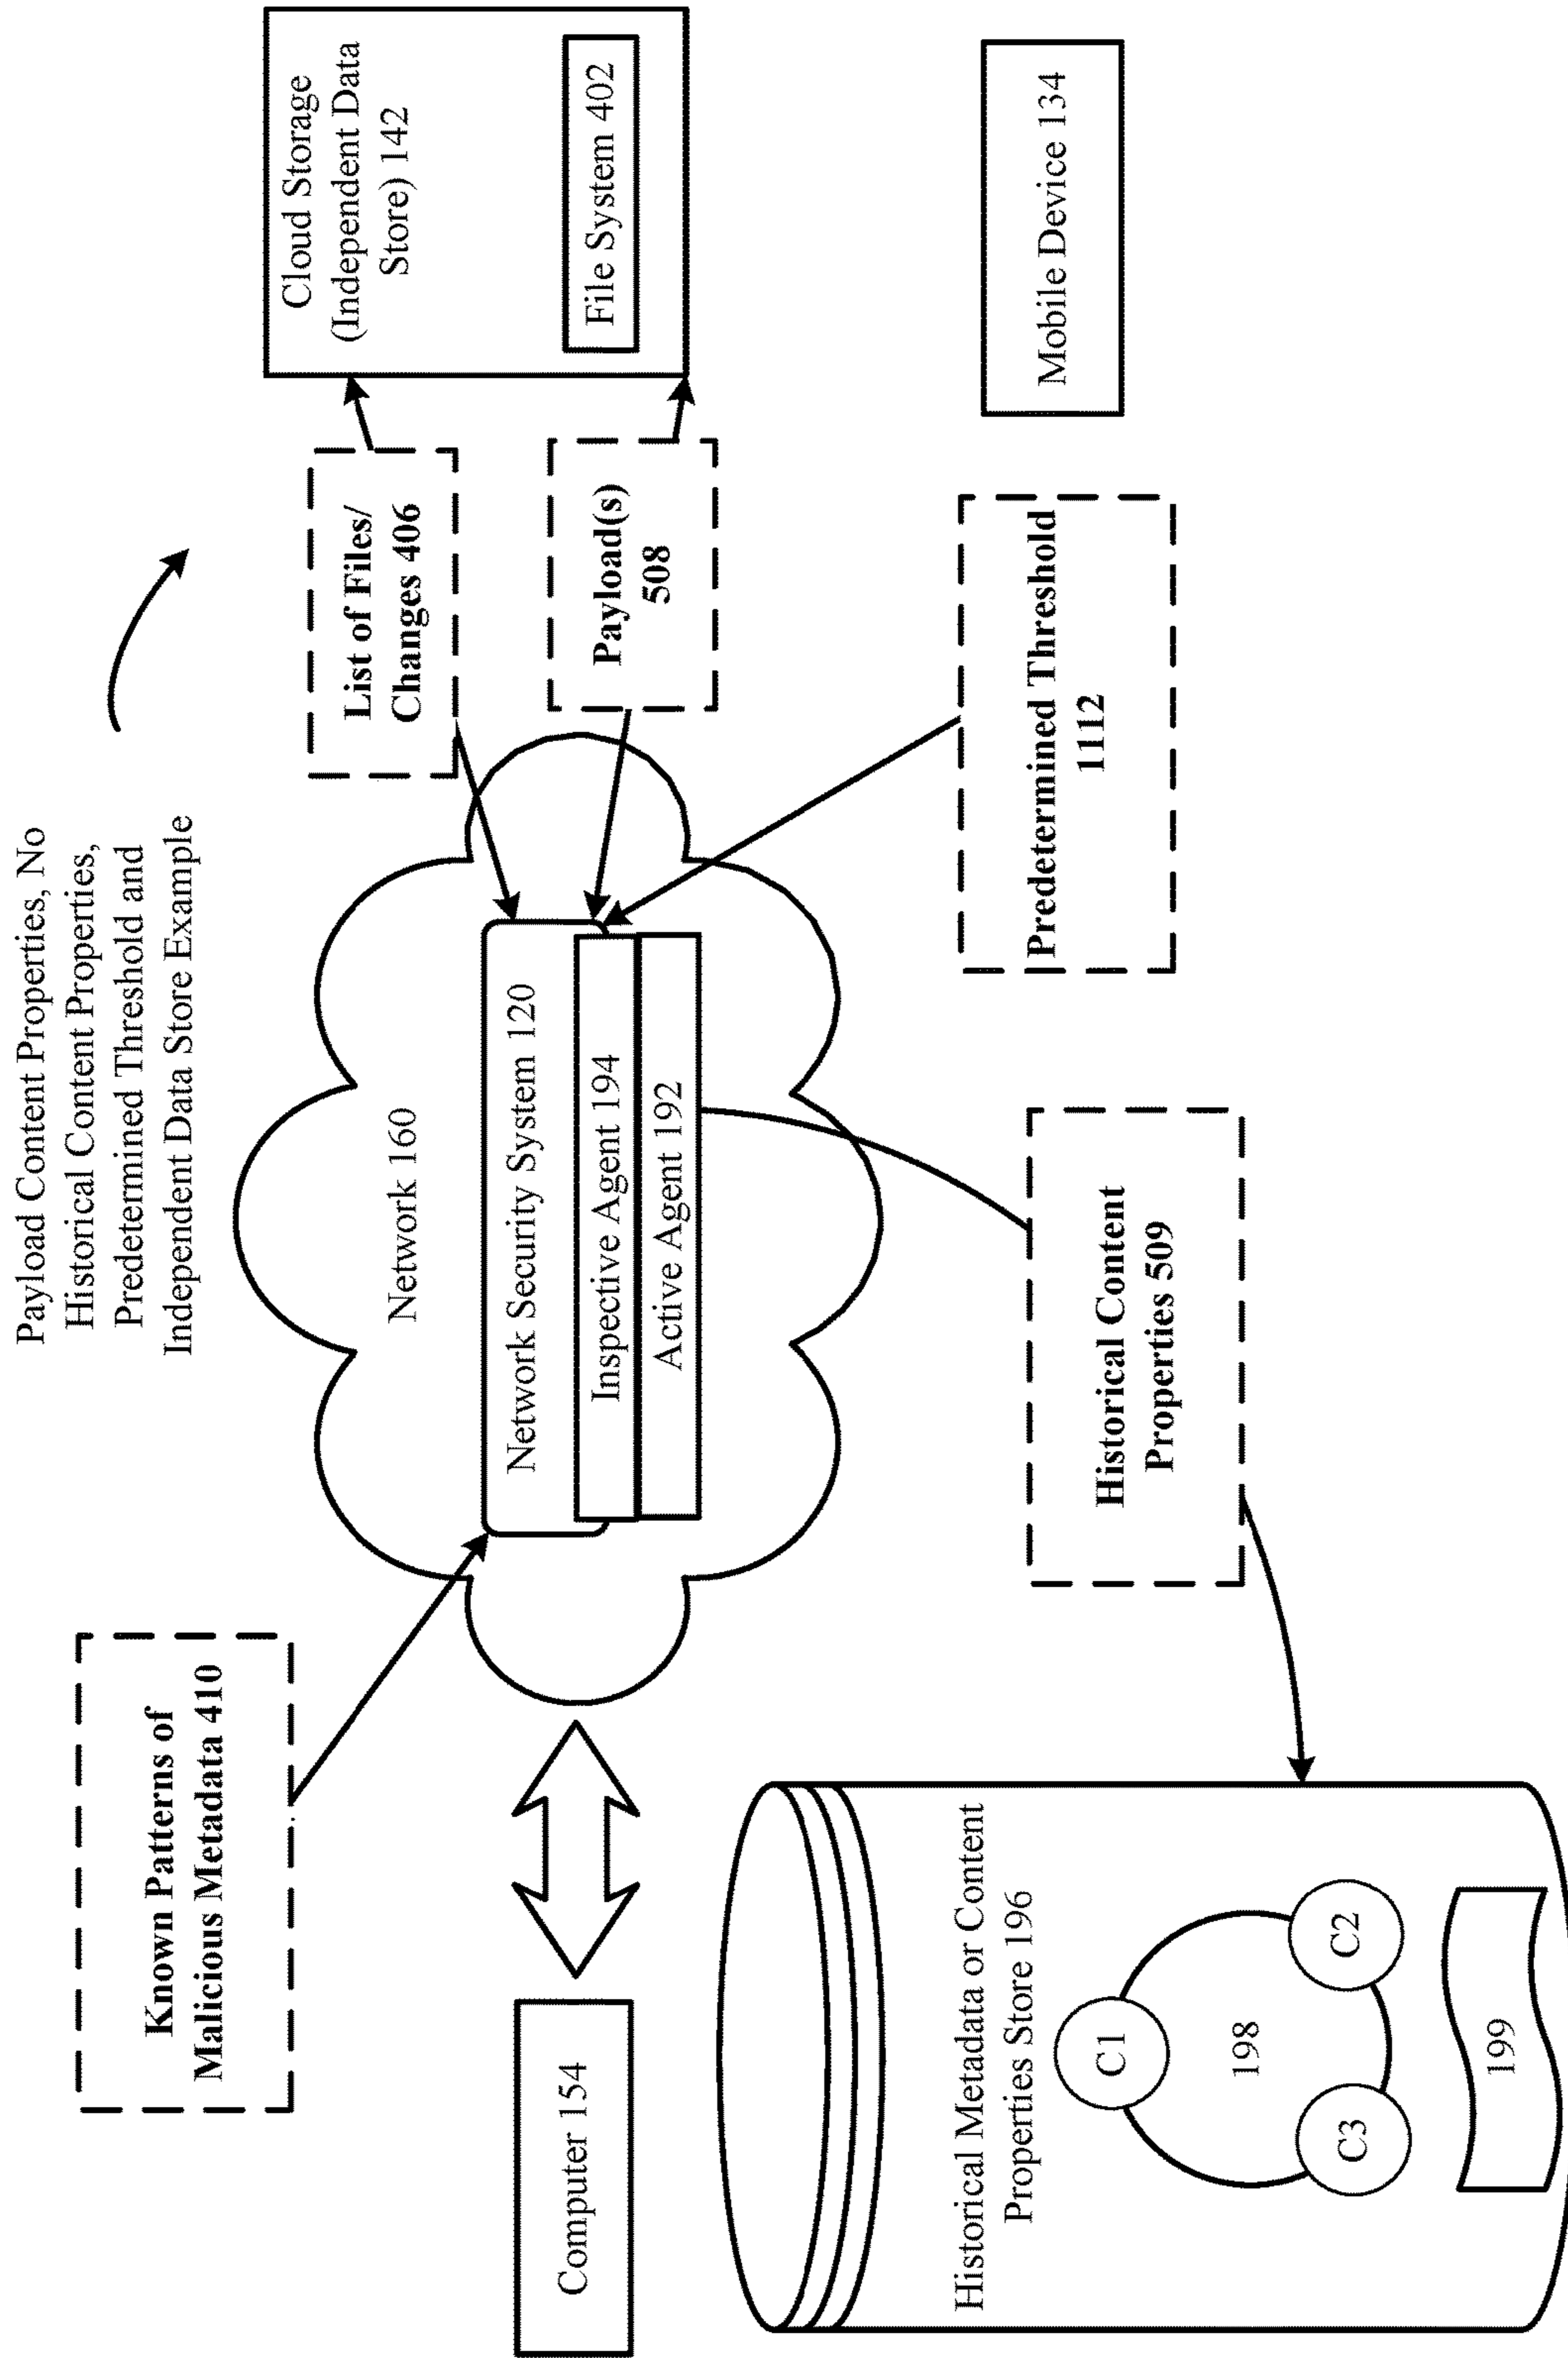 Payload Content Properties, No
Historical Content Properties,
Predetermined Threshold and
Independent Data Store Example
Known Patterns of
Malicious Metadata 410
List of Files/
Changes 406
Cloud Storage
(Independent Data
Store) 142
File System 402
Payload(s)
508
Network 160
Network Security System 120
Inspective Agent 194
Active Agent 192
Computer 154
Mobile Device 134
Predetermined Threshold
1112
Historical Content
Properties 509
Historical Metadata or Content
Properties Store 196
C1
198
C2
C3
199